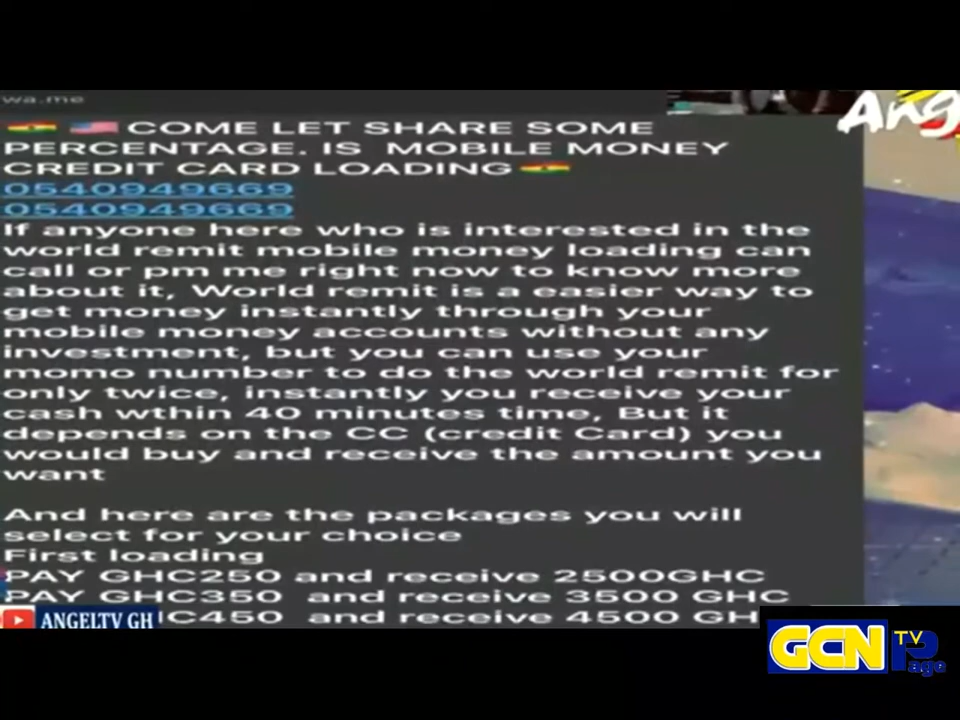 wa.me
COME LET SHARE SOME
PERCENTAGE. IS MOBILE MONEY
CREDIT CARD LOADING
0540949669
0540949669
If anyone here who is interested in the
world remit mobile money loading can
call or pm me right now to know more
about it, World remit is a easier way to
get money instantly through your
mobile money accounts without any
investment, but you can use your
momo number to do the world remit for
only twice, instantly you receive your
cash wthin 40 minutes time, But it
depends on the CC (credit Card) you
would buy and receive the amount you
want
And here are the packages you will
select for your choice
First loading
PAY GHC250 and receive 2500GHC
PAY GHC350 and receive 3500 GHC
C450 and receive 4500 GH
ANGELTV GH
Ang
GCN TV
Page